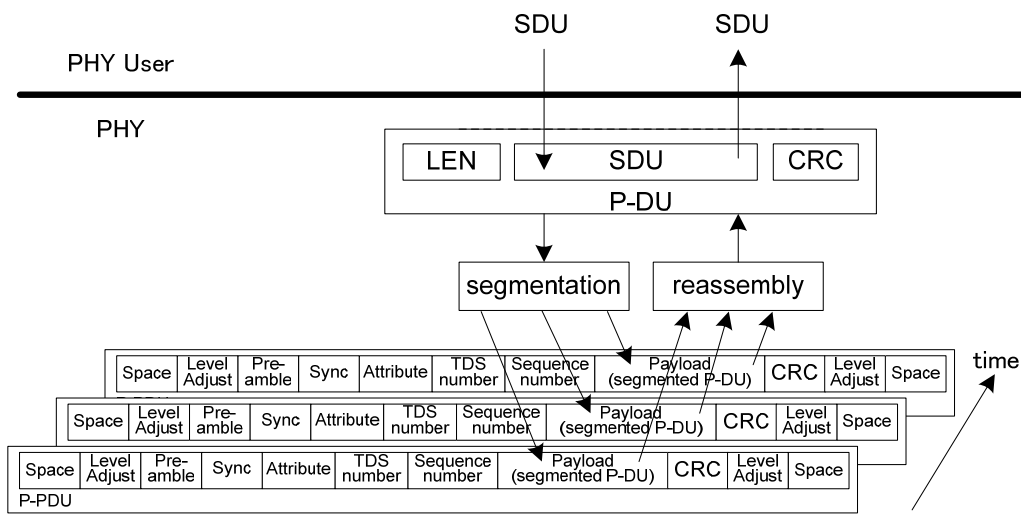 SDU SDU
PHY User
PHY
LEN SDU CRC
P-DU
segmentation reassembly
time
Space Level Adjust Pre-amble Sync Attribute TDS number Sequence number Payload (segmented P-DU) CRC Level Adjust Space
Space Level Adjust Pre-amble Sync Attribute TDS number Sequence number Payload (segmented P-DU) CRC Level Adjust Space
Space Level Adjust Pre-amble Sync Attribute TDS number Sequence number Payload (segmented P-DU) CRC Level Adjust Space
P-PDU